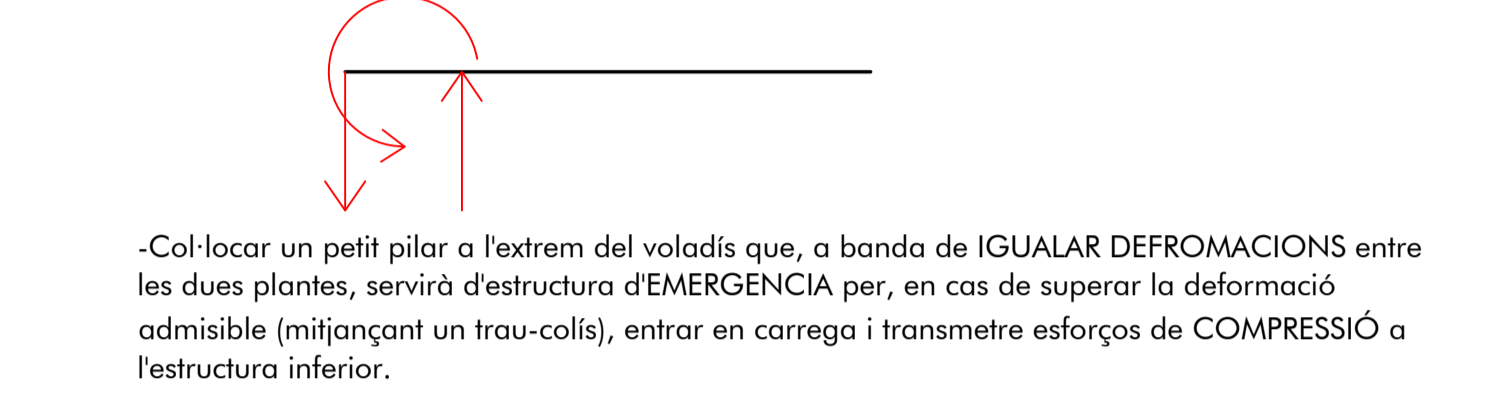 -Col·locar un petit pilar a l'extrem del voladís que, a banda de IGUALAR DEFROMACIONS entre
les dues plantes, servirà d'estructura d'EMERGENCIA per, en cas de superar la deformació
admisible (mitjançant un trau-colís), entrar en carrega i transmetre esforços de COMPRESSIÓ a
l'estructura inferior.